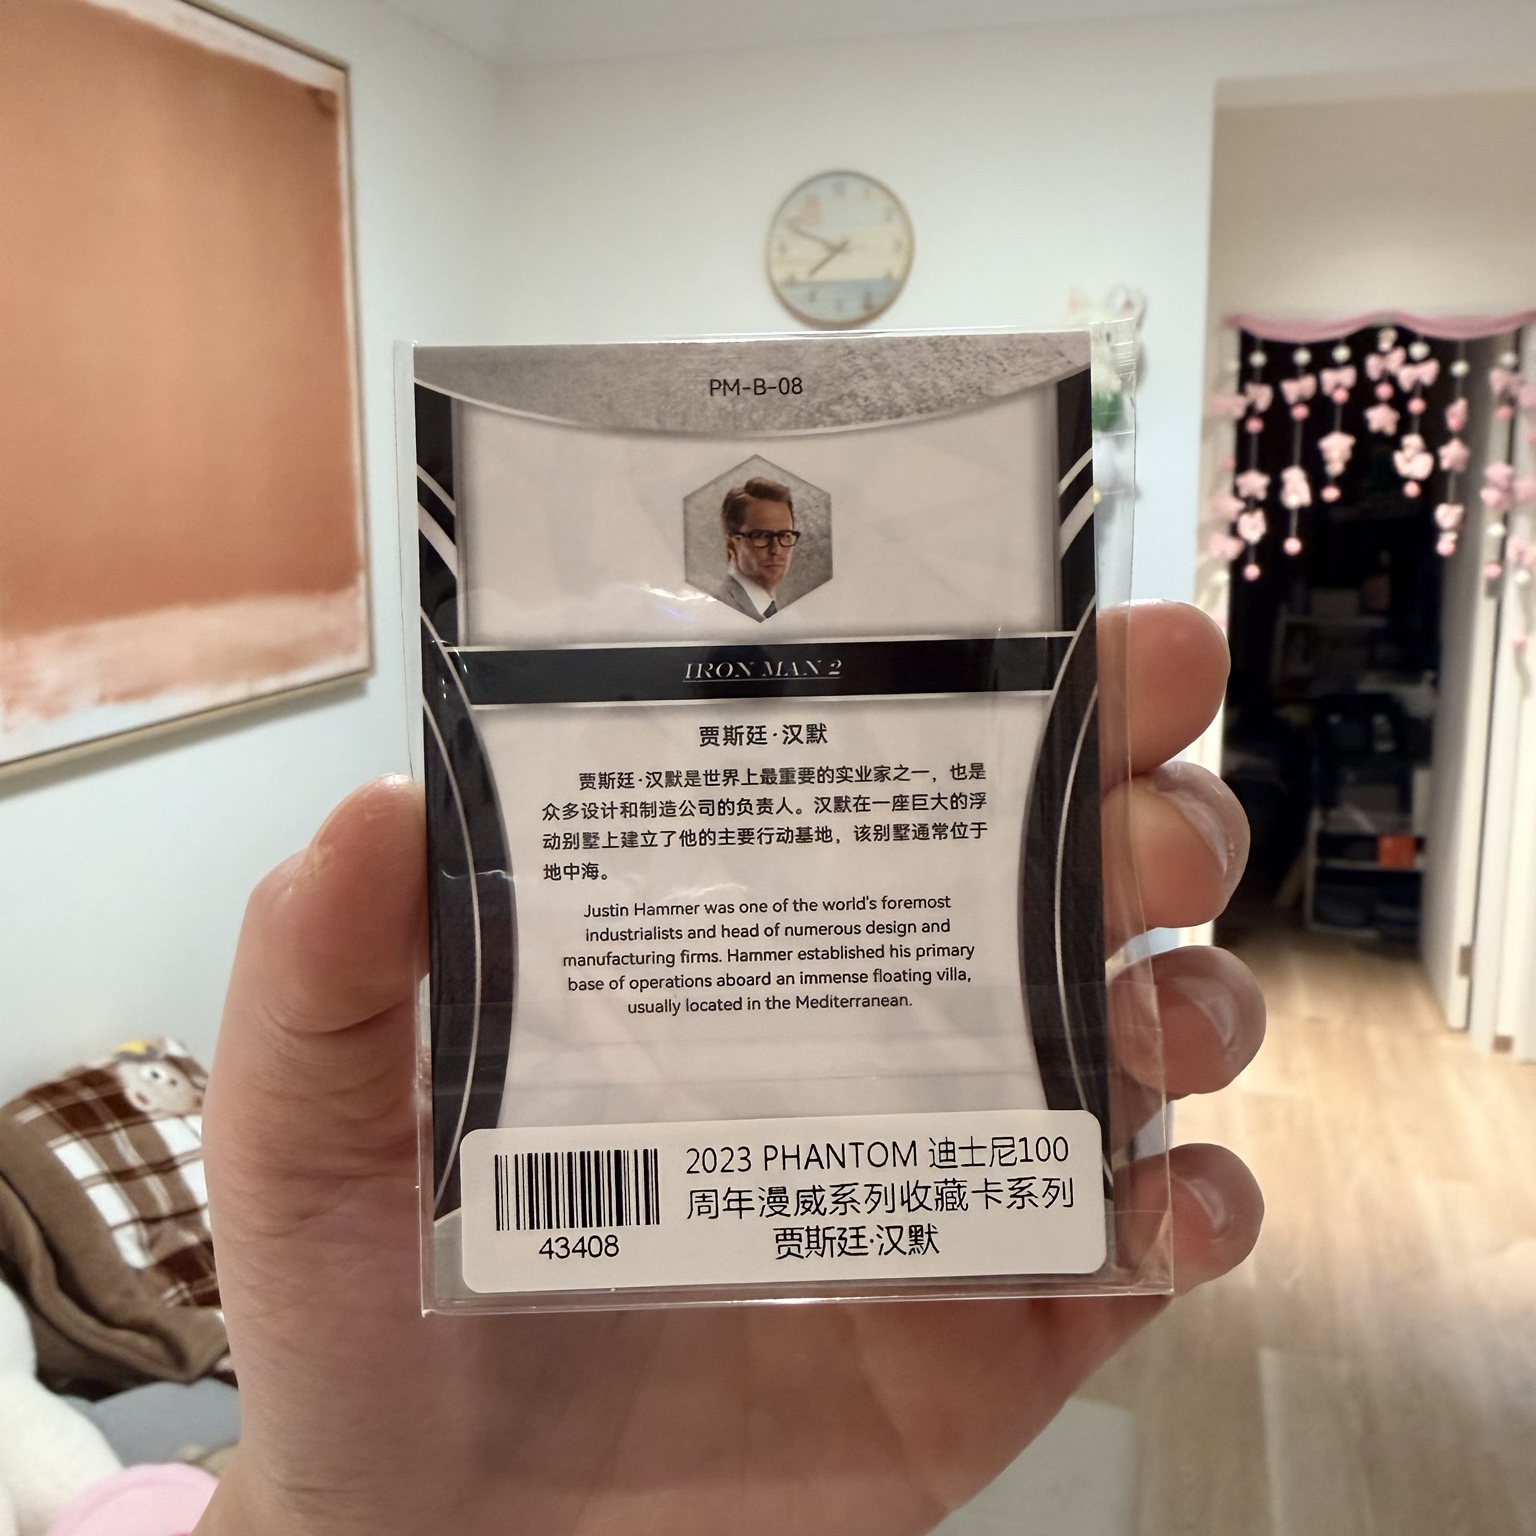 PM-B-08
IRON MAN 2
贾斯廷·汉默
贾斯廷·汉默是世界上最重要的实业家之一，也是
众多设计和制造公司的负责人。汉默在一座巨大的浮
动别墅上建立了他的主要行动基地，该别墅通常位于
地中海。
Justin Hammer was one of the world's foremost
industrialists and head of numerous design and
manufacturing firms. Hammer established his primary
base of operations aboard an immense floating villa,
usually located in the Mediterranean.
2023 PHANTOM 迪士尼100
周年漫威系列收藏卡系列
贾斯廷·汉默
43408